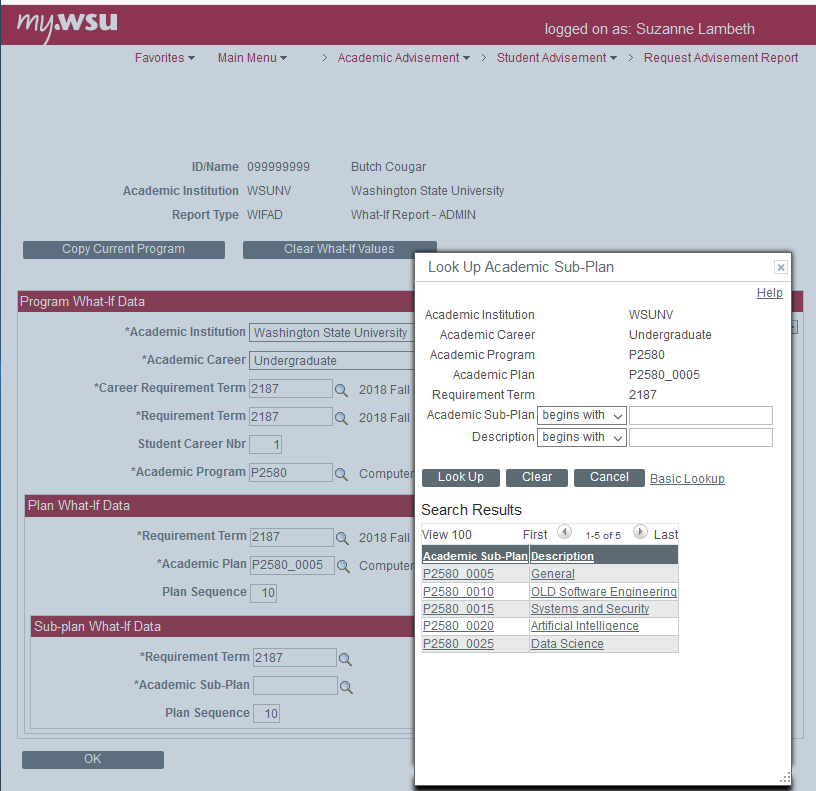 my.wsu
logged on as: Suzanne Lambeth
Favorites Main Menu > Academic Advisement > Student Advisement > Request Advisement Report
ID/Name 099999999 Butch Cougar
Academic Institution WSUNV Washington State University
Report Type WIFAD What-If Report - ADMIN
Copy Current Program Clear What-If Values
Program What-If Data
*Academic Institution Washington State University
*Academic Career Undergraduate
*Career Requirement Term 2187 2018 Fall
*Requirement Term 2187 2018 Fall
Student Career Nbr 1
*Academic Program P2580 Computer
Plan What-If Data
*Requirement Term 2187 2018 Fall
*Academic Plan P2580_0005 Computer
Plan Sequence 10
Sub-plan What-If Data
*Requirement Term 2187
*Academic Sub-Plan
Plan Sequence 10
OK
Look Up Academic Sub-Plan
Help
Academic Institution WSUNV
Academic Career Undergraduate
Academic Program P2580
Academic Plan P2580_0005
Requirement Term 2187
Academic Sub-Plan begins with
Description begins with
Look Up Clear Cancel Basic Lookup
Search Results
View 100 First 1-5 of 5 Last
Academic Sub-Plan Description
P2580_0005 General
P2580_0010 OLD Software Engineering
P2580_0015 Systems and Security
P2580_0020 Artificial Intelligence
P2580_0025 Data Science